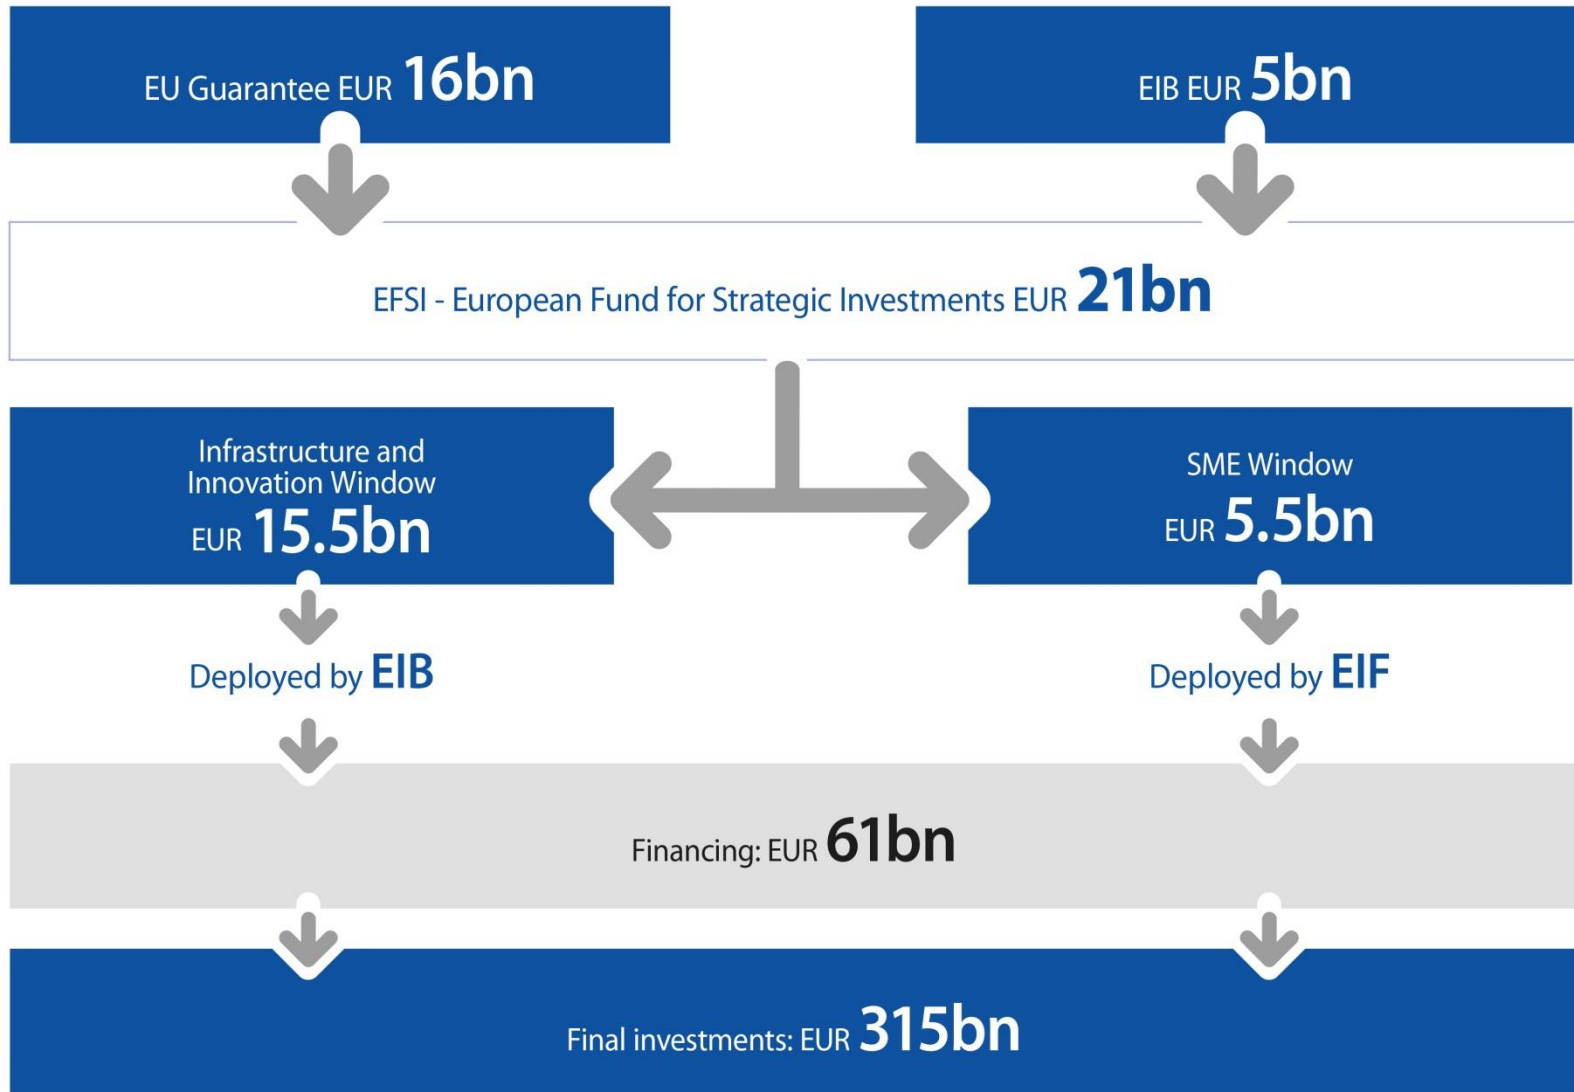 EU Guarantee EUR 16bn
EIB EUR 5bn
EFSI - European Fund for Strategic Investments EUR 21bn
Infrastructure and
Innovation Window
EUR 15.5bn
SME Window
EUR 5.5bn
Deployed by EIB
Deployed by EIF
Financing: EUR 61bn
Final investments: EUR 315bn